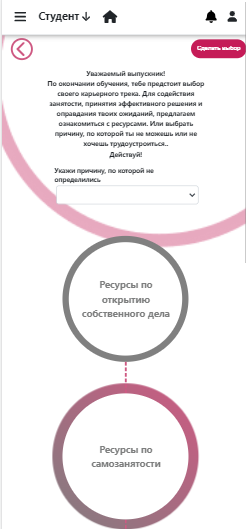 Студент
Сделать выбор
Уважаемый выпускник!
По окончании обучения, тебе предстоит выбор
своего карьерного трека. Для содействия
занятости, принятия эффективного решения и
оправдания твоих ожиданий, предлагаем
ознакомиться с ресурсами. Или выбрать
причину, по которой ты не можешь или не
хочешь трудоустроиться..
Действуй!
Укажи причину, по которой не
определились
Ресурсы по
открытию
собственного дела
Ресурсы по
самозанятости